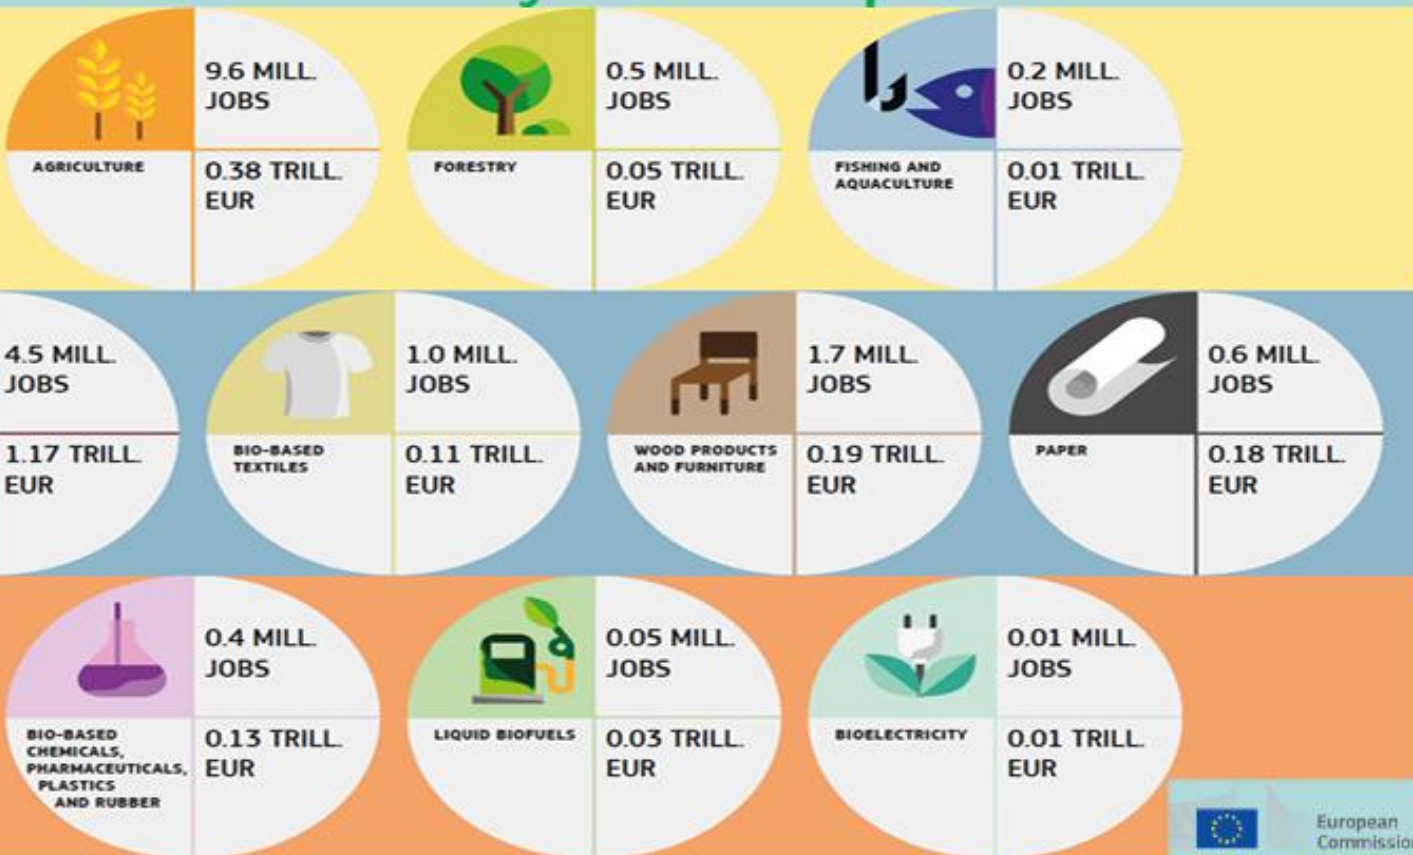 9.6 MILL.
JOBS
AGRICULTURE
0.38 TRILL.
EUR
0.5 MILL.
JOBS
FORESTRY
0.05 TRILL.
EUR
0.2 MILL.
JOBS
FISHING AND
AQUACULTURE
0.01 TRILL.
EUR
4.5 MILL.
JOBS
1.17 TRILL.
EUR
1.0 MILL.
JOBS
BIO-BASED
TEXTILES
0.11 TRILL.
EUR
1.7 MILL.
JOBS
WOOD PRODUCTS
AND FURNITURE
0.19 TRILL.
EUR
0.6 MILL.
JOBS
PAPER
0.18 TRILL.
EUR
0.4 MILL.
JOBS
BIO-BASED
CHEMICALS,
PHARMACEUTICALS,
PLASTICS
AND RUBBER
0.13 TRILL.
EUR
0.05 MILL.
JOBS
LIQUID BIOFUELS
0.03 TRILL.
EUR
0.01 MILL.
JOBS
BIOELECTRICITY
0.01 TRILL.
EUR
European
Commission